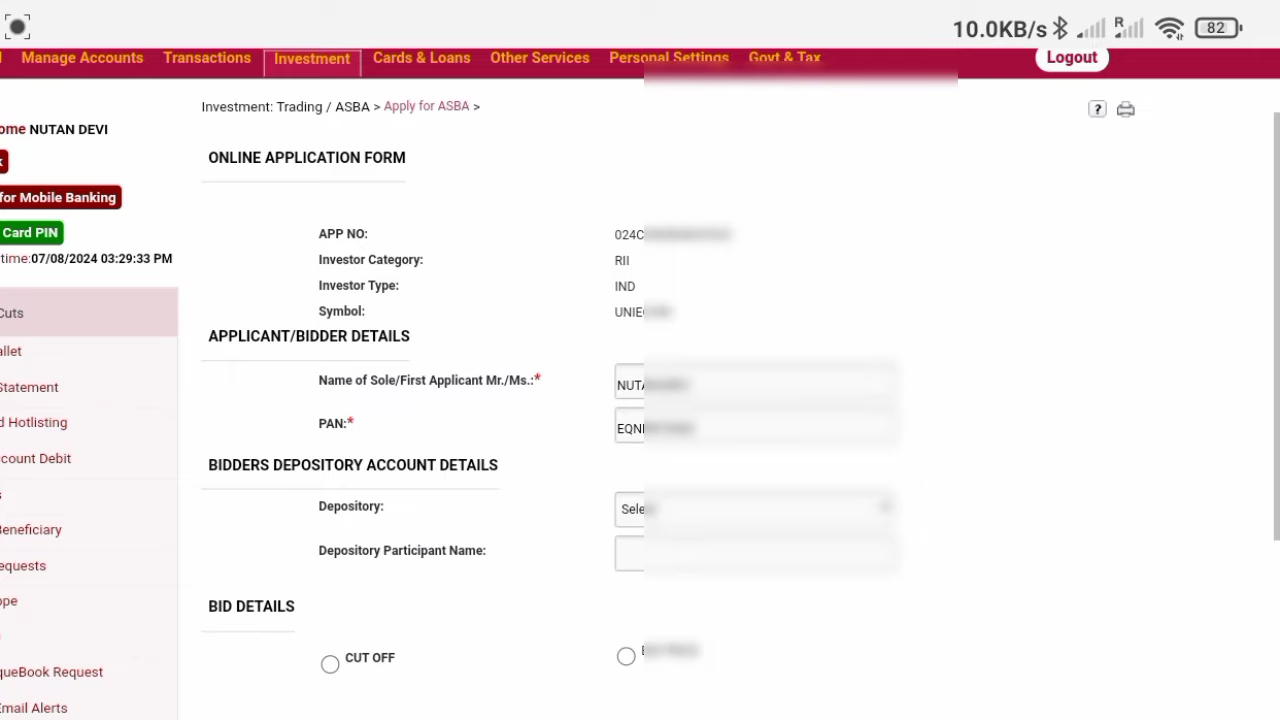 10.0KB/s R 82
Manage Accounts Transactions Investment Cards & Loans Other Services Personal Settings Govt & Tax Logout
Investment: Trading / ASBA > Apply for ASBA > ?
ome NUTAN DEVI
k
for Mobile Banking
Card PIN
time:07/08/2024 03:29:33 PM
Cuts
allet
Statement
d Hotlisting
count Debit
s
Beneficiary
equests
ope
queBook Request
Email Alerts
ONLINE APPLICATION FORM
APP NO: 024C
Investor Category: RII
Investor Type: IND
Symbol: UNIE
APPLICANT/BIDDER DETAILS
Name of Sole/First Applicant Mr./Ms.:* NUTA
PAN:* EQN
BIDDERS DEPOSITORY ACCOUNT DETAILS
Depository: Sele
Depository Participant Name:
BID DETAILS
CUT OFF